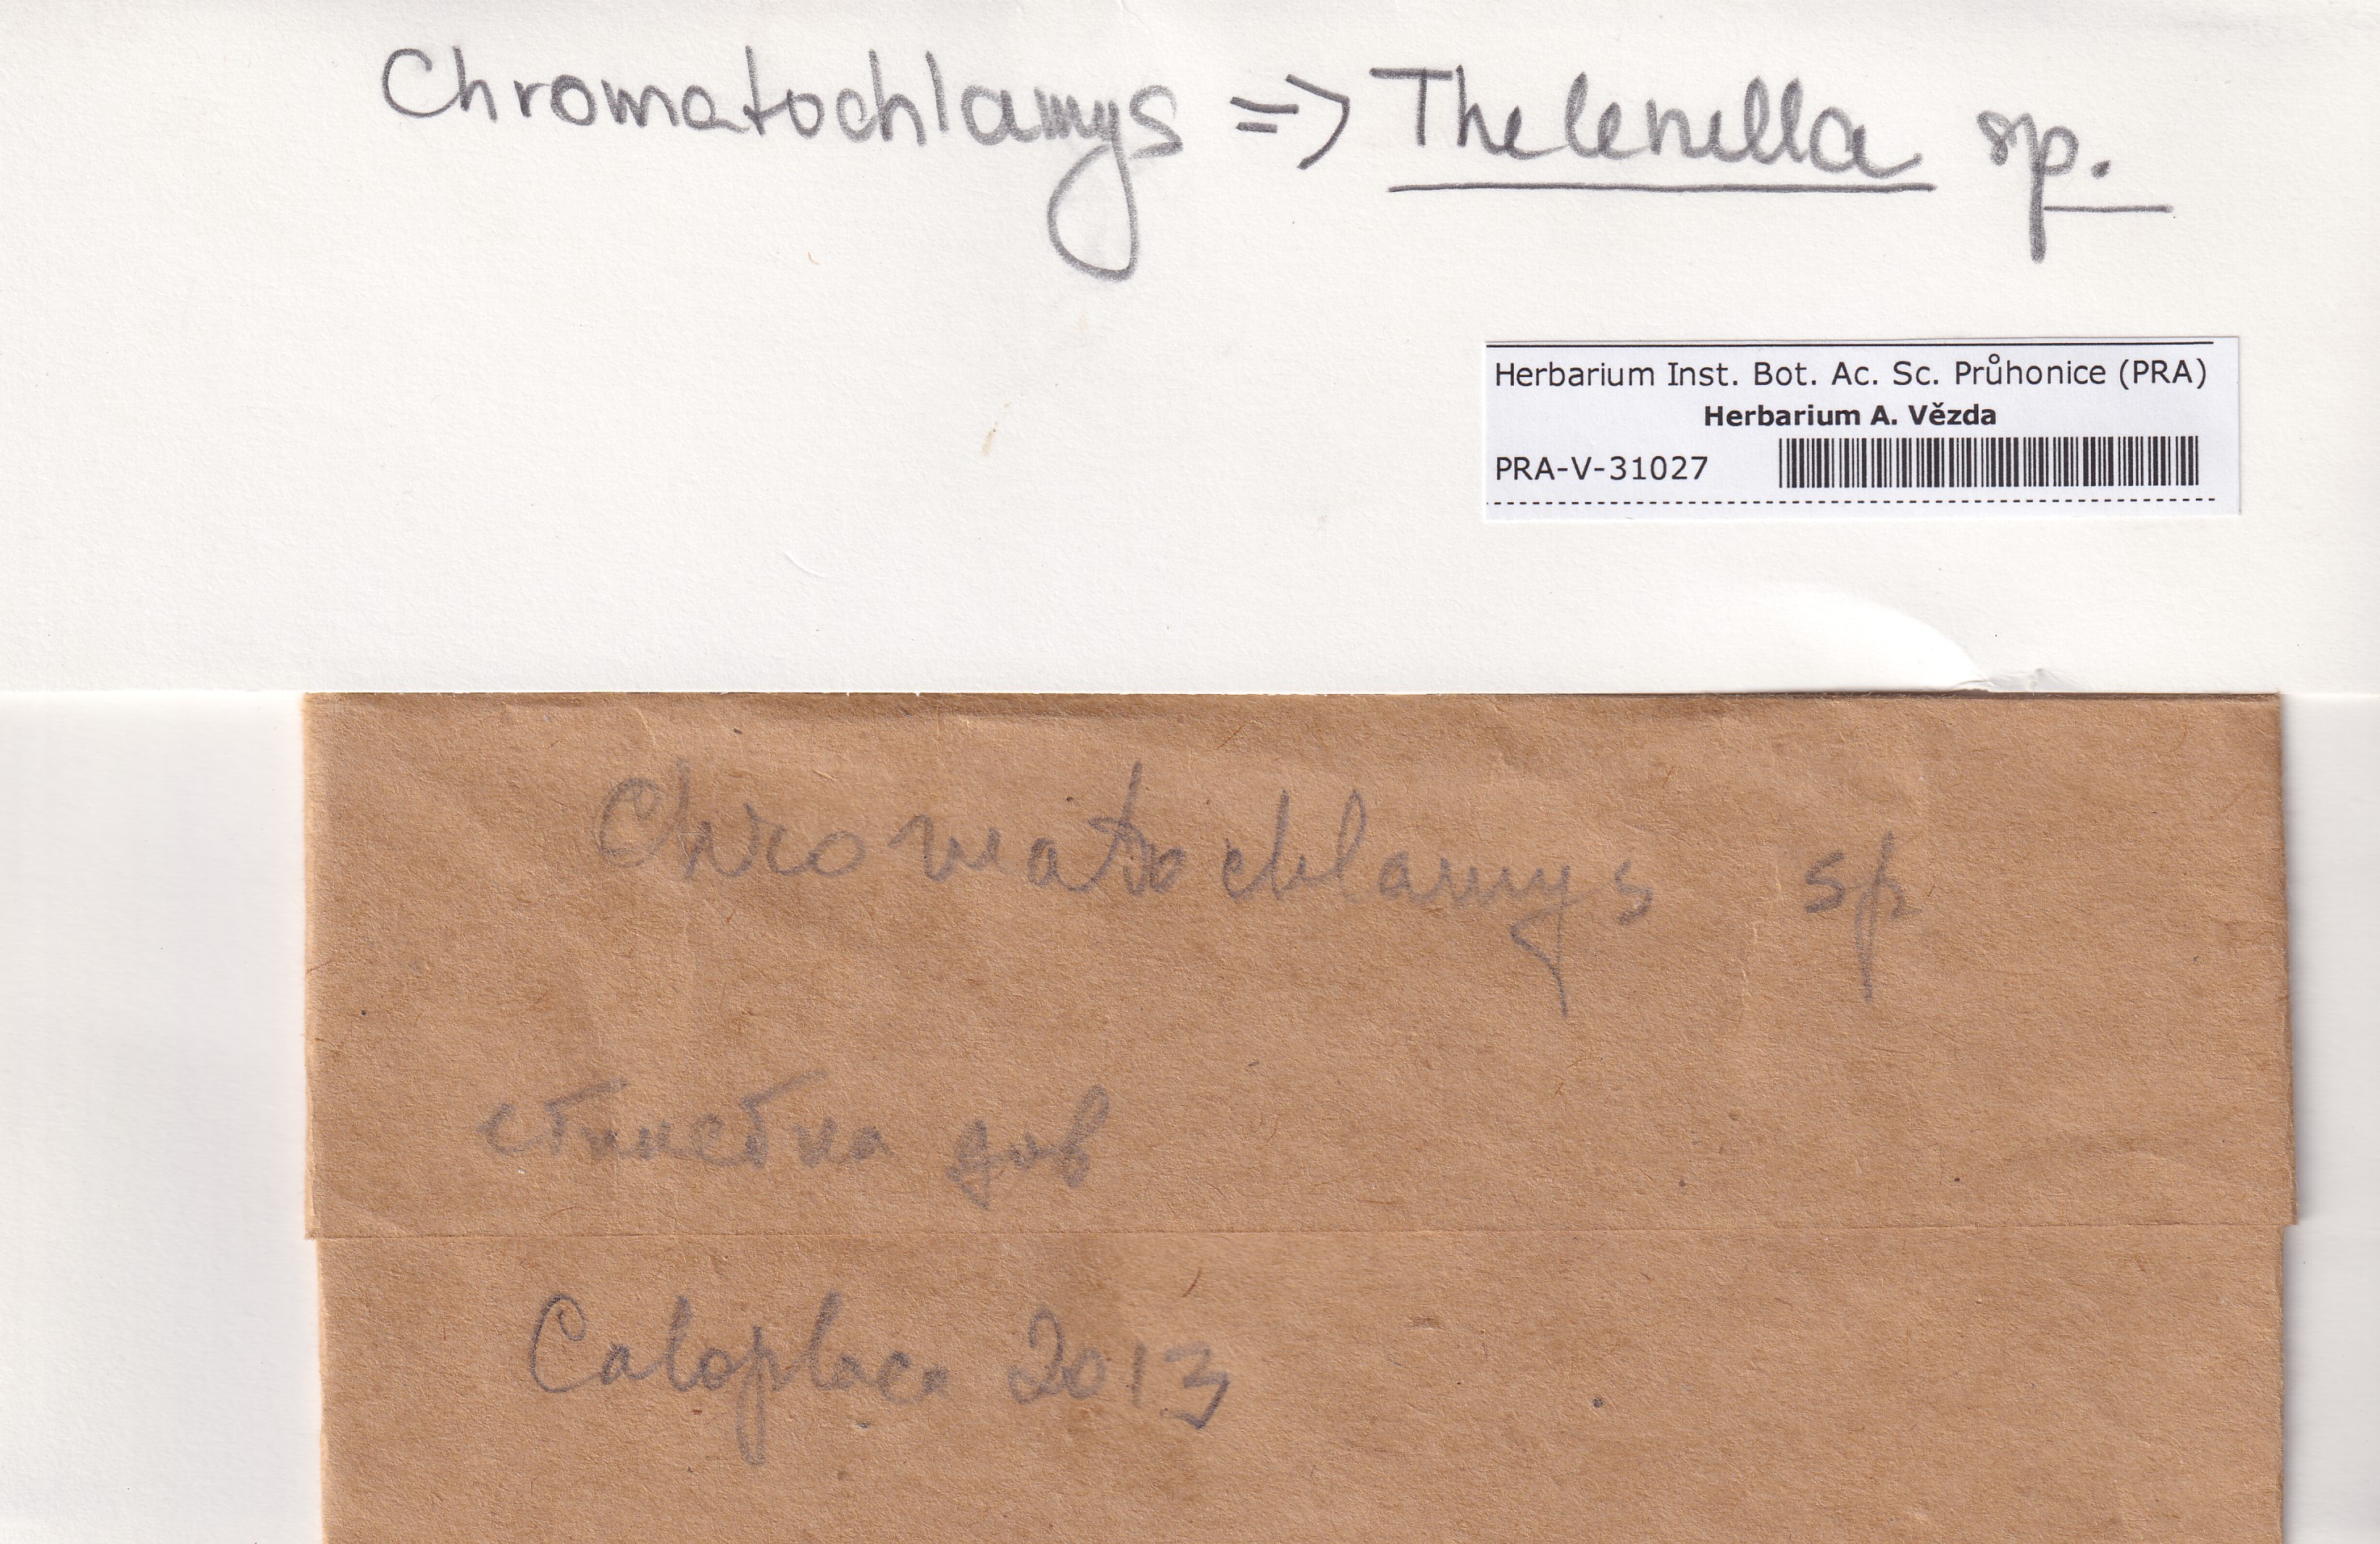 Chromatochlamys => Thelenella sp.
Herbarium Inst. Bot. Ac. Sc. Průhonice (PRA)
Herbarium A. Vězda
PRA-V-31027
Chromatochlamys sp
Caloplaca 2013